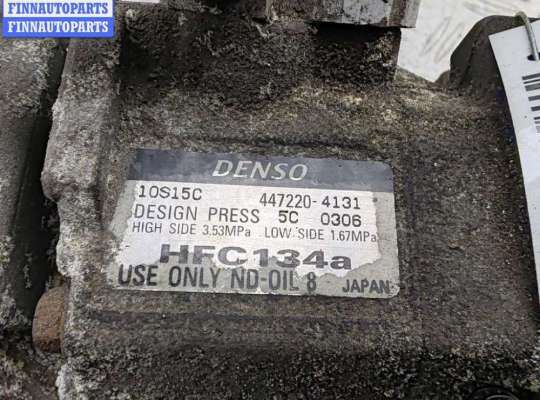 FINNAUTOPARTS
FINNAUTOPARTS
DENSO
10S15C 447220-4131
DESIGN PRESS 5C 0306
HIGH SIDE 3.53MPa LOW SIDE 1.67MPa
HFC134a
USE ONLY ND-OIL 8 JAPAN